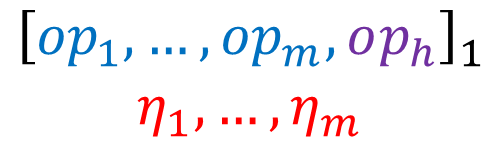 [op₁, … , opₘ, opₕ]₁
η₁, … , ηₘ